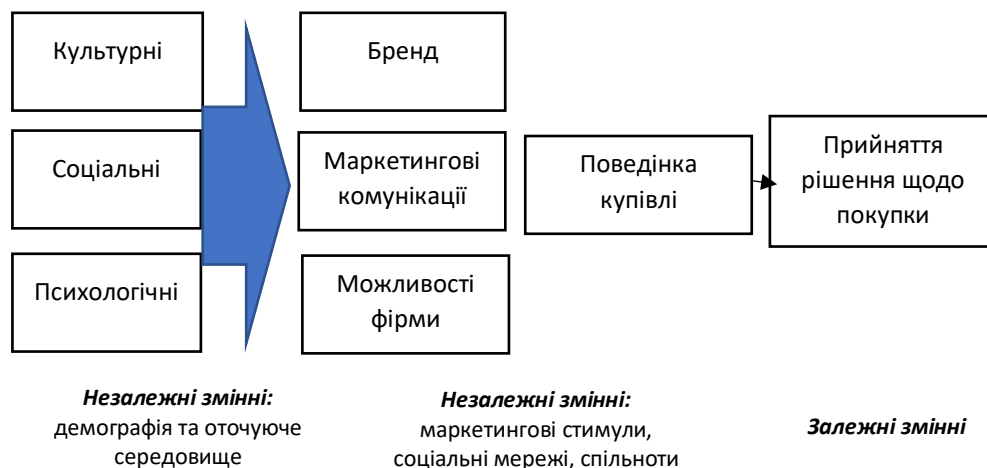 Культурні
Соціальні
Психологічні
Бренд
Маркетингові
комунікації
Можливості
фірми
Поведінка
купівлі
Прийняття
рішення щодо
покупки
Незалежні змінні:
демографія та оточуюче
середовище
Незалежні змінні:
маркетингові стимули,
соціальні мережі, спільноти
Залежні змінні